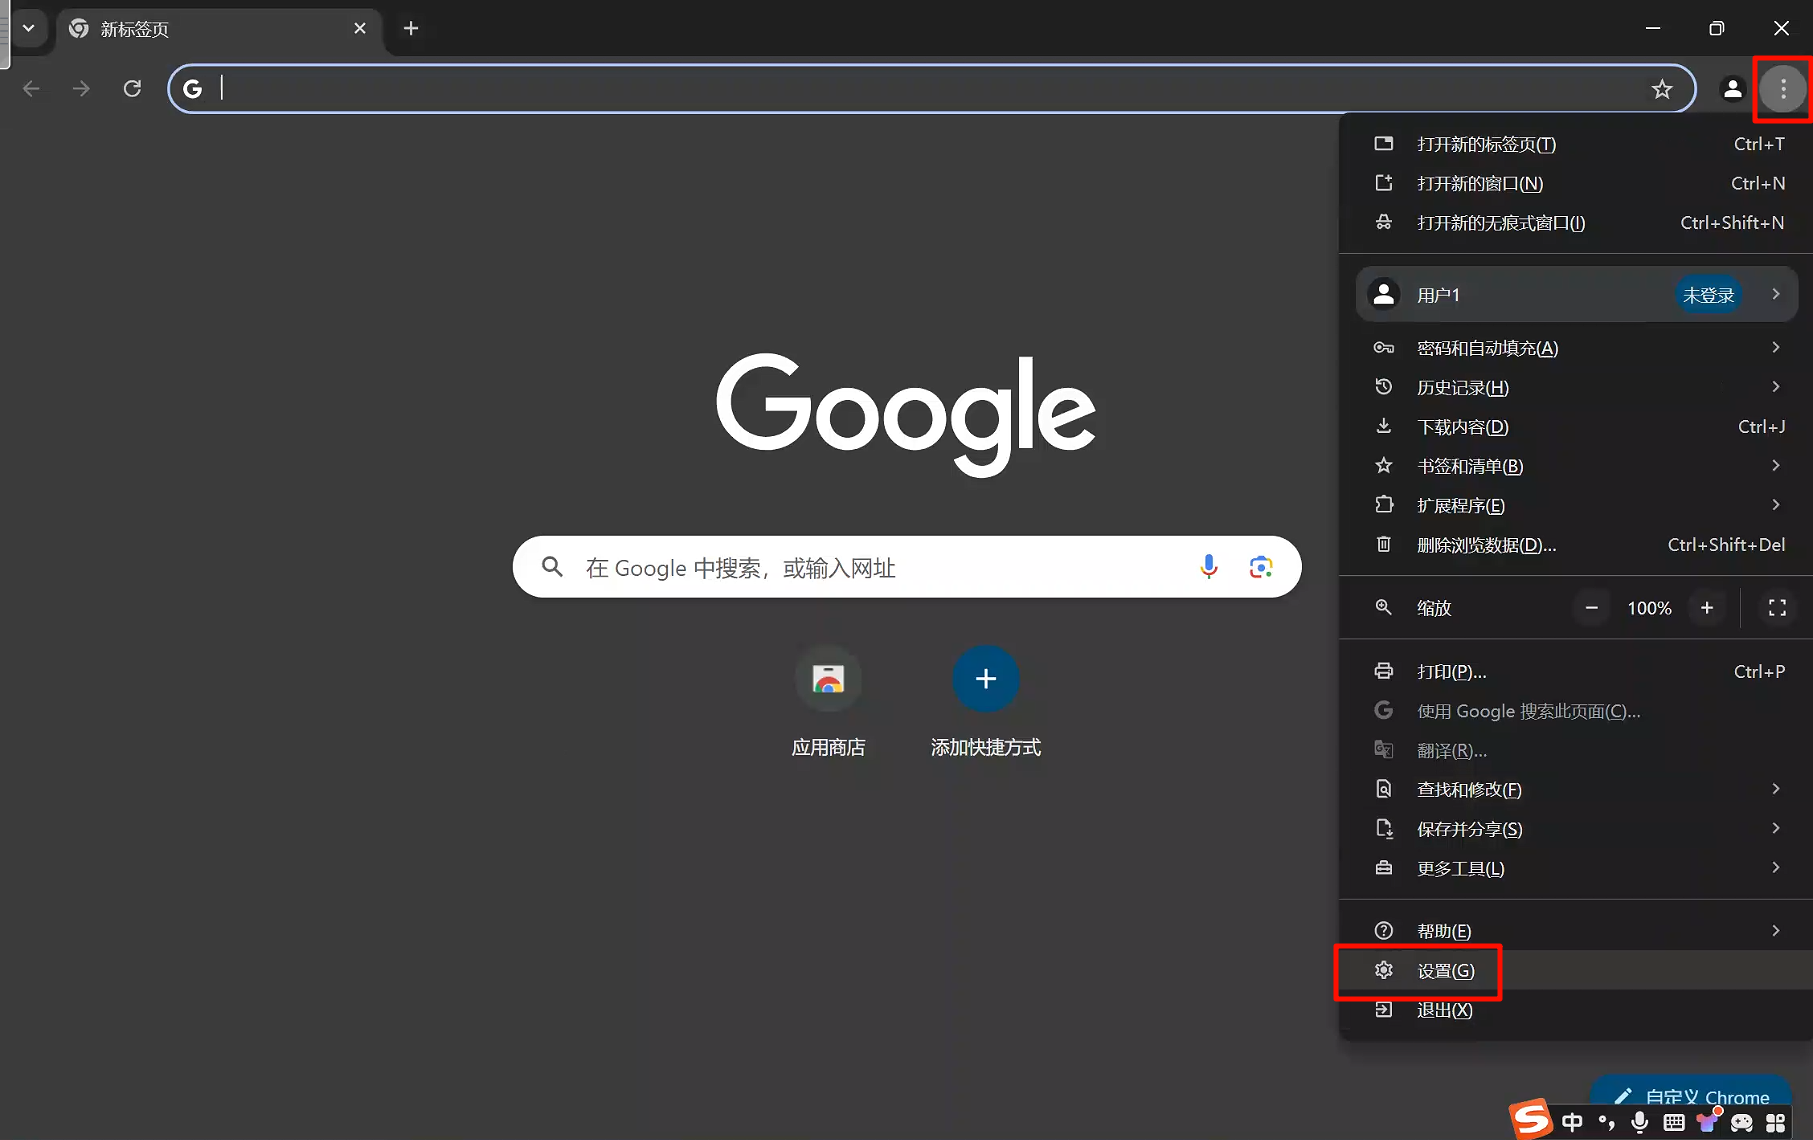 新标签页
打开新的标签页(T) Ctrl+T
打开新的窗口(N) Ctrl+N
打开新的无痕式窗口(I) Ctrl+Shift+N
用户1 未登录
密码和自动填充(A)
历史记录(H)
下载内容(D) Ctrl+J
书签和清单(B)
扩展程序(E)
删除浏览数据(D)... Ctrl+Shift+Del
缩放 100%
打印(P)... Ctrl+P
使用 Google 搜索此页面(C)...
翻译(R)...
查找和修改(F)
保存并分享(S)
更多工具(L)
帮助(E)
设置(G)
退出(X)
Google
在 Google 中搜索，或输入网址
应用商店
添加快捷方式
自定义 Chrome
中